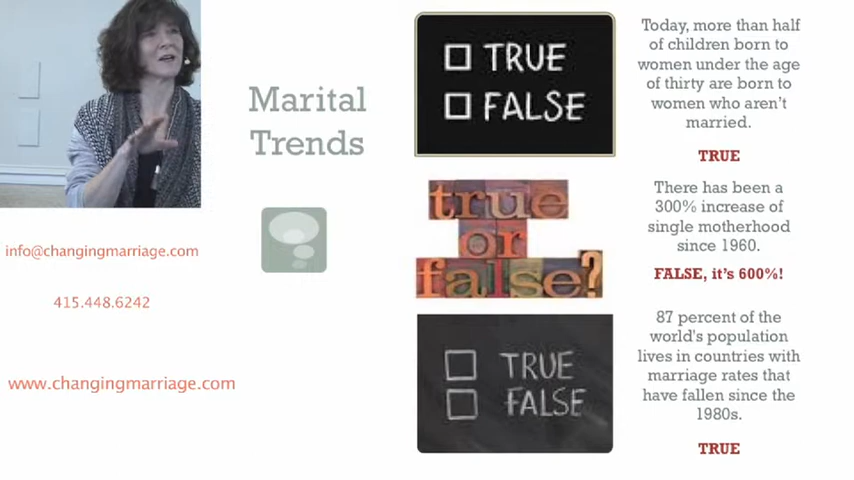 Marital
Trends
info@changingmarriage.com
415.448.6242
www.changingmarriage.com
TRUE
FALSE
Today, more than half
of children born to
women under the age
of thirty are born to
women who aren't
married.
TRUE
true
or
false?
There has been a
300% increase of
single motherhood
since 1960.
FALSE, it's 600%!
TRUE
FALSE
87 percent of the
world's population
lives in countries with
marriage rates that
have fallen since the
1980s.
TRUE